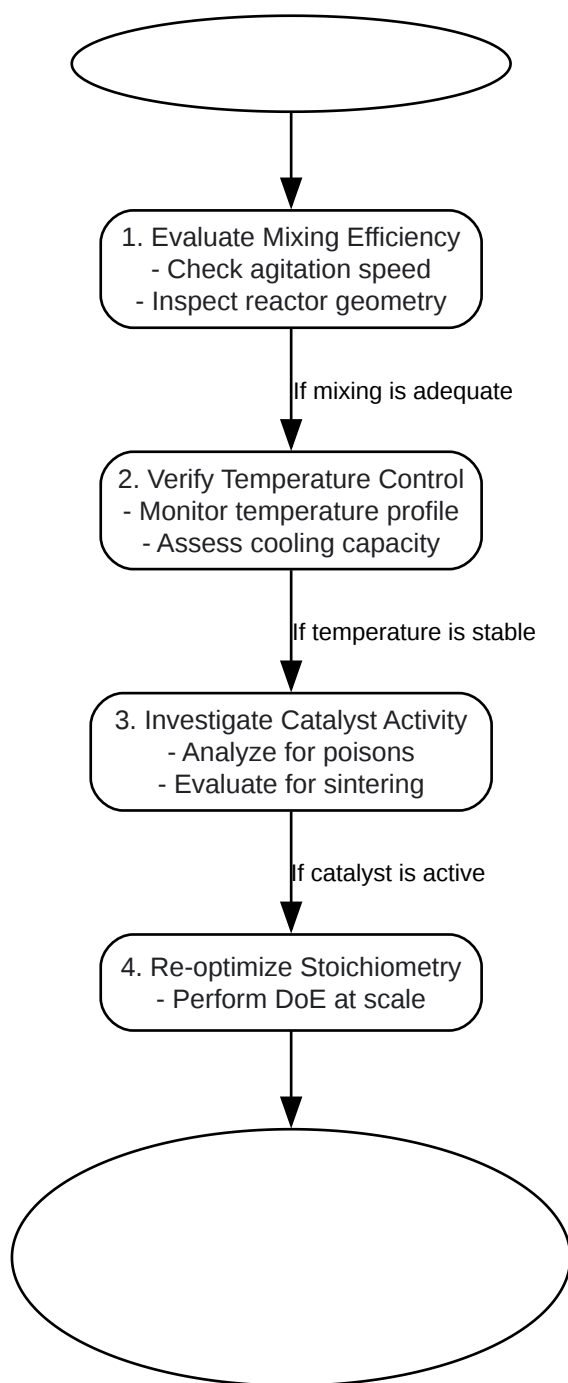 1. Evaluate Mixing Efficiency
- Check agitation speed
- Inspect reactor geometry
If mixing is adequate
2. Verify Temperature Control
- Monitor temperature profile
- Assess cooling capacity
If temperature is stable
3. Investigate Catalyst Activity
- Analyze for poisons
- Evaluate for sintering
If catalyst is active
4. Re-optimize Stoichiometry
- Perform DoE at scale